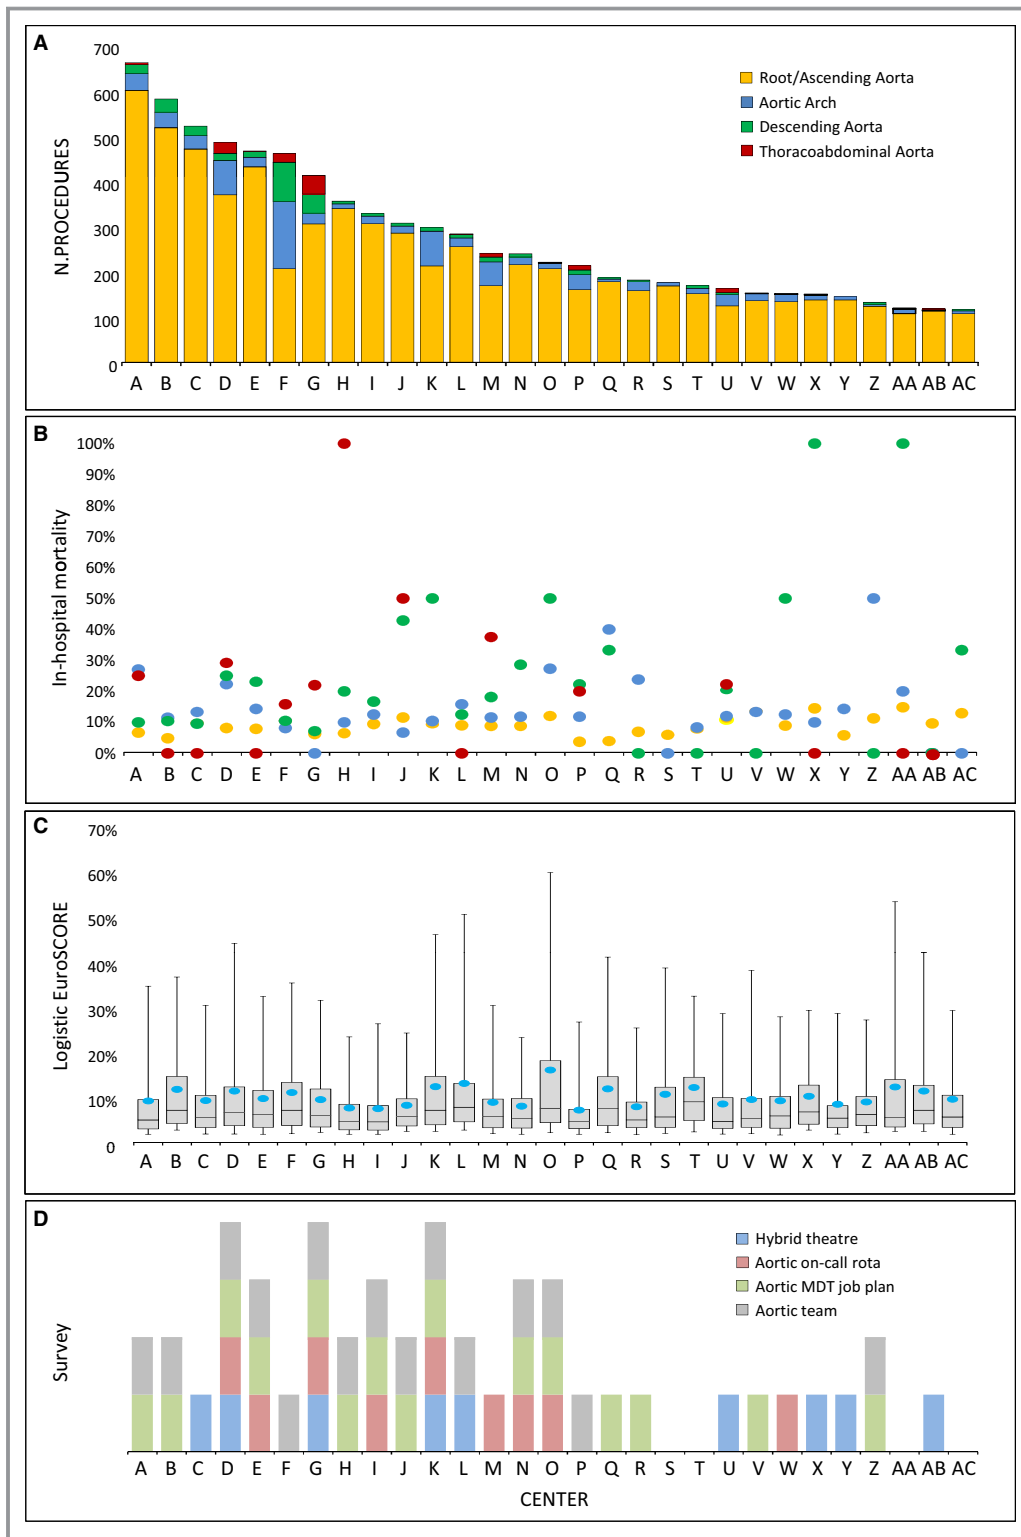 A
700
600
500
400
300
200
100
0
N.PROCEDURES
Root/Ascending Aorta
Aortic Arch
Descending Aorta
Thoracoabdominal Aorta
A B C D E F G H I J K L M N O P Q R S T U V W X Y Z AA AB AC
B
100%
90%
80%
70%
60%
50%
40%
30%
20%
10%
0%
In-hospital mortality
A B C D E F G H I J K L M N O P Q R S T U V W X Y Z AA AB AC
C
70%
60%
50%
40%
30%
20%
10%
0
Logistic EuroSCORE
A B C D E F G H I J K L M N O P Q R S T U V W X Y Z AA AB AC
D
Survey
Hybrid theatre
Aortic on-call rota
Aortic MDT job plan
Aortic team
A B C D E F G H I J K L M N O P Q R S T U V W X Y Z AA AB AC
CENTER